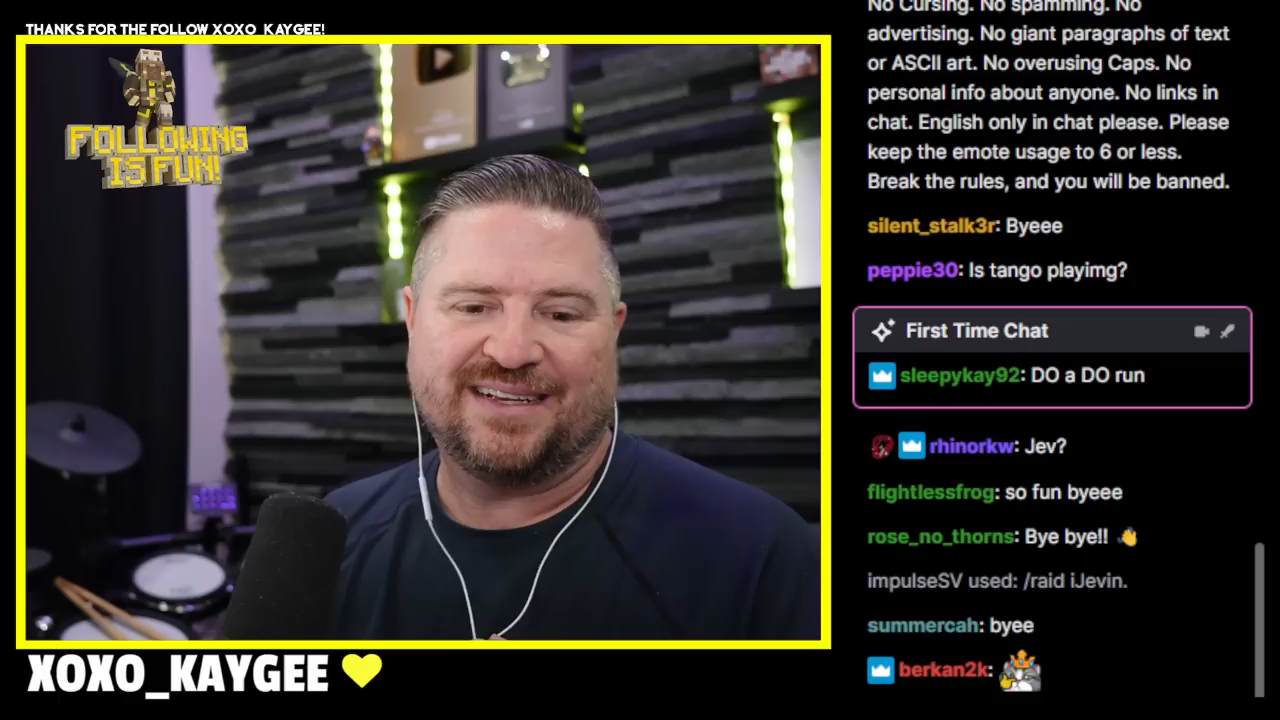 THANKS FOR THE FOLLOW XOXO_KAYGEE!
FOLLOWING
IS FUN!
XOXO_KAYGEE
No Cursing. No spamming. No
advertising. No giant paragraphs of text
or ASCII art. No overusing Caps. No
personal info about anyone. No links in
chat. English only in chat please. Please
keep the emote usage to 6 or less.
Break the rules, and you will be banned.
silent_stalk3r: Byeee
peppie30: Is tango playimg?
First Time Chat
sleepykay92: DO a DO run
rhinorkw: Jev?
flightlessfrog: so fun byeee
rose_no_thorns: Bye bye!! 👋
impulseSV used: /raid iJevin.
summercah: byee
berkan2k: